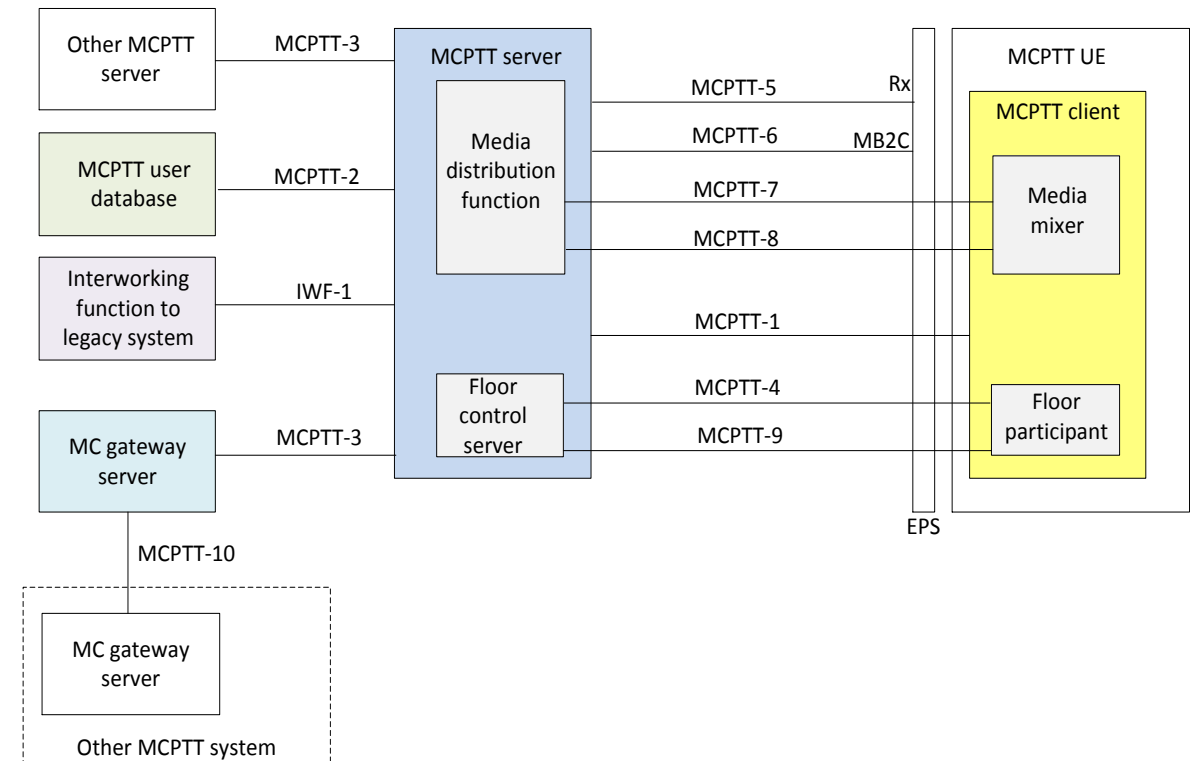 Other MCPTT
server
MCPTT-3
MCPTT server
MCPTT UE
MCPTT-5
Rx
MCPTT client
MCPTT-6
MB2C
Media
distribution
function
MCPTT user
database
MCPTT-2
MCPTT-7
Media
mixer
MCPTT-8
Interworking
function to
legacy system
IWF-1
MCPTT-1
Floor
control
server
MCPTT-4
Floor
participant
MC gateway
server
MCPTT-3
MCPTT-9
EPS
MCPTT-10
MC gateway
server
Other MCPTT system